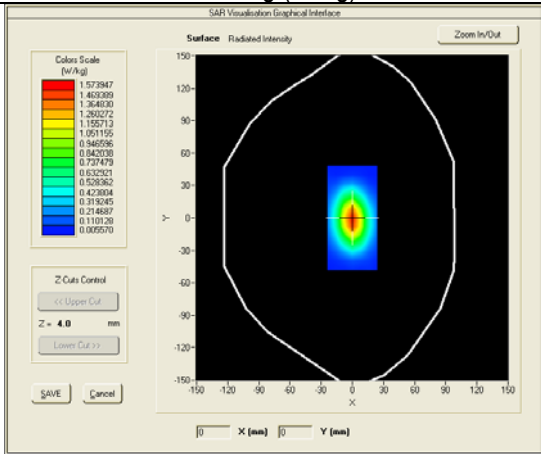 SAR Visualisation Graphical Interface
Surface Radiated Intensity
Zoom In/Out
Colors Scale
(W/kg)
1.573947
1.469389
1.364830
1.260272
1.155713
1.051155
0.946596
0.842038
0.737479
0.632921
0.528362
0.423804
0.319245
0.214687
0.110128
0.005570
Z-Cuts Control
<< Upper Cut
Z = 4.0 mm
Lower Cut >>
SAVE Cancel
150-
120-
90-
60-
30-
0-
-30-
-60-
-90-
-120-
-150-
Y
-150 -120 -90 -60 -30 0 30 60 90 120 150
X
0 X (mm) 0 Y (mm)